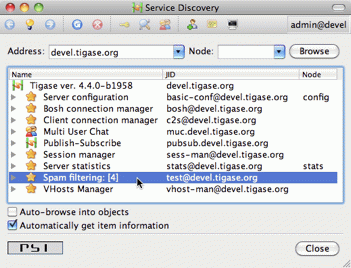 Service Discovery
admin@devel
Address: devel.tigase.org Node: Browse
Name JID Node
Tigase ver. 4.4.0-b1958 devel.tigase.org
Server configuration basic-conf@devel.tigase.org config
Bosh connection manager bosh@devel.tigase.org
Client connection manager c2s@devel.tigase.org
Multi User Chat muc.devel.tigase.org
Publish-Subscribe pubsub.devel.tigase.org
Session manager sess-man@devel.tigase.org
Server statistics stats@devel.tigase.org stats
Spam filtering: [4] test@devel.tigase.org
VHosts Manager vhost-man@devel.tigase.org
Auto-browse into objects
Automatically get item information
PSI Close